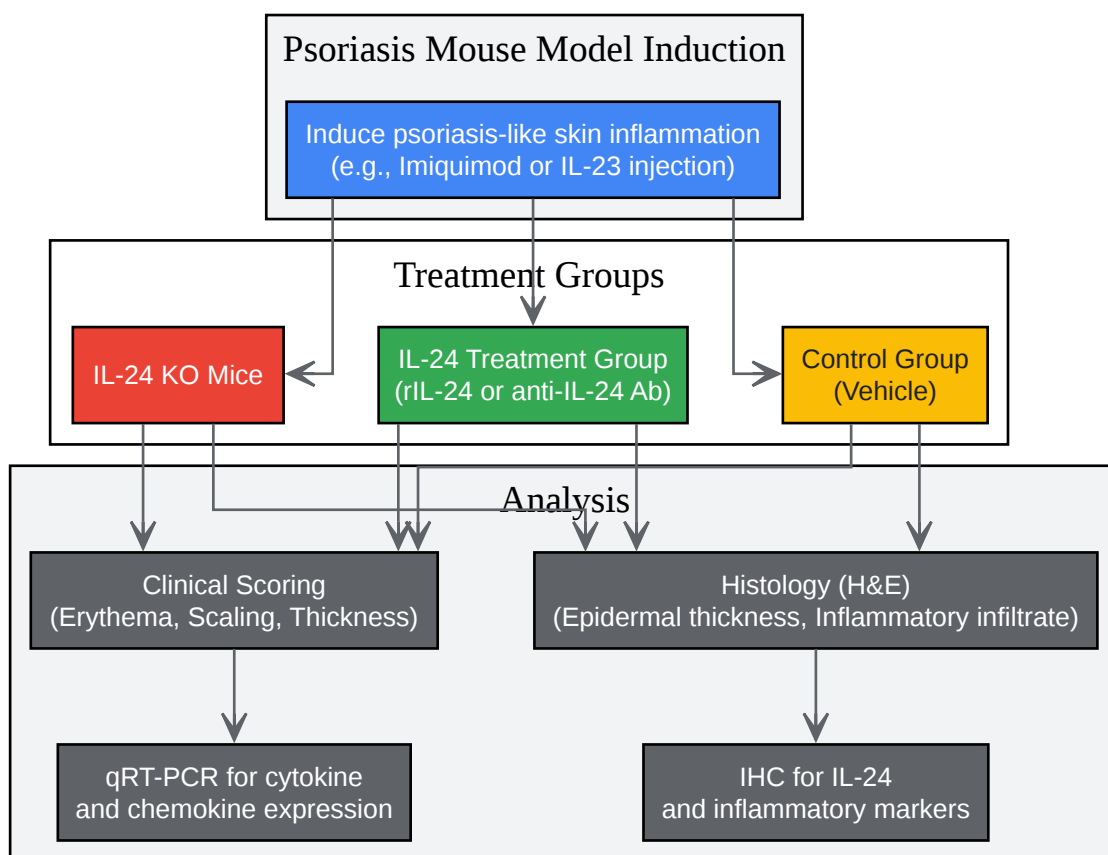 Psoriasis Mouse Model Induction
Induce psoriasis-like skin inflammation
(e.g., Imiquimod or IL-23 injection)
Treatment Groups
IL-24 KO Mice
IL-24 Treatment Group
(rIL-24 or anti-IL-24 Ab)
Control Group
(Vehicle)
Analysis
Clinical Scoring
(Erythema, Scaling, Thickness)
Histology (H&E)
(Epidermal thickness, Inflammatory infiltrate)
qRT-PCR for cytokine
and chemokine expression
IHC for IL-24
and inflammatory markers